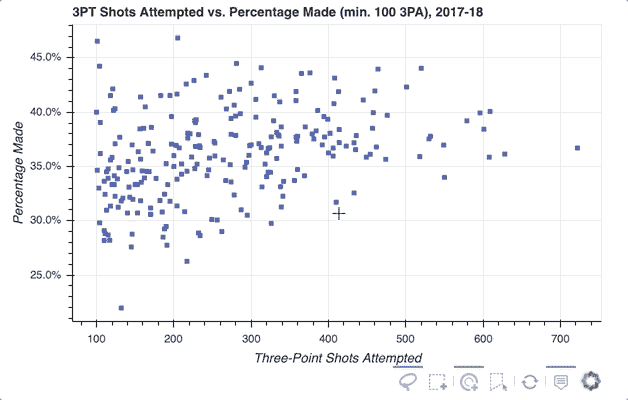 3PT Shots Attempted vs. Percentage Made (min. 100 3PA), 2017-18
45.0%
40.0%
35.0%
30.0%
25.0%
Percentage Made
100 200 300 400 500 600 700
Three-Point Shots Attempted